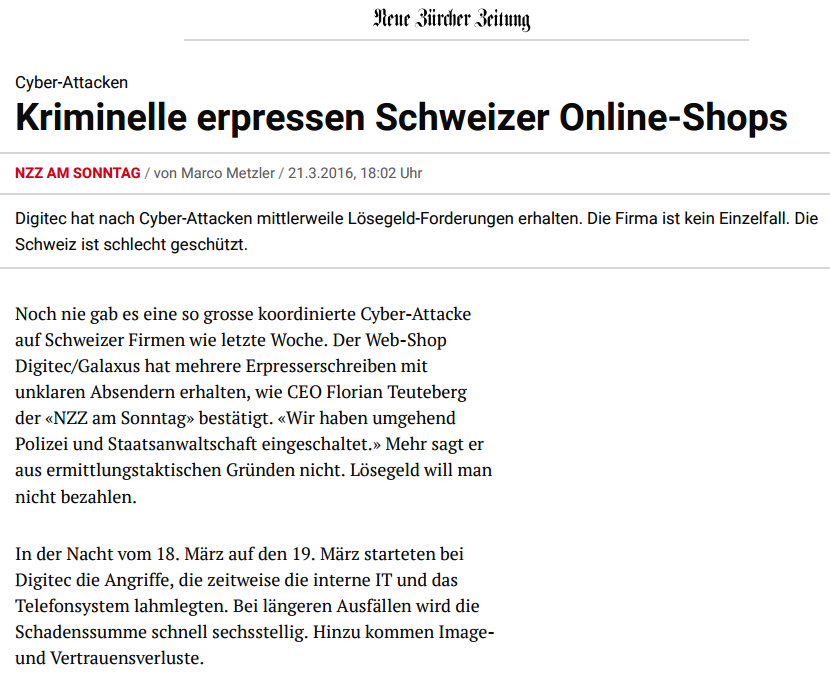 Neue Zürcher Zeitung
Cyber-Attacken
Kriminelle erpressen Schweizer Online-Shops
NZZ AM SONNTAG / von Marco Metzler / 21.3.2016, 18:02 Uhr
Digitec hat nach Cyber-Attacken mittlerweile Lösegeld-Forderungen erhalten. Die Firma ist kein Einzelfall. Die
Schweiz ist schlecht geschützt.
Noch nie gab es eine so grosse koordinierte Cyber-Attacke
auf Schweizer Firmen wie letzte Woche. Der Web-Shop
Digitec/Galaxus hat mehrere Erpresserschreiben mit
unklaren Absendern erhalten, wie CEO Florian Teuteberg
der «NZZ am Sonntag» bestätigt. «Wir haben umgehend
Polizei und Staatsanwaltschaft eingeschaltet.» Mehr sagt er
aus ermittlungstaktischen Gründen nicht. Lösegeld will man
nicht bezahlen.
In der Nacht vom 18. März auf den 19. März starteten bei
Digitec die Angriffe, die zeitweise die interne IT und das
Telefonsystem lahmlegten. Bei längeren Ausfällen wird die
Schadenssumme schnell sechsstellig. Hinzu kommen Image-
und Vertrauensverluste.